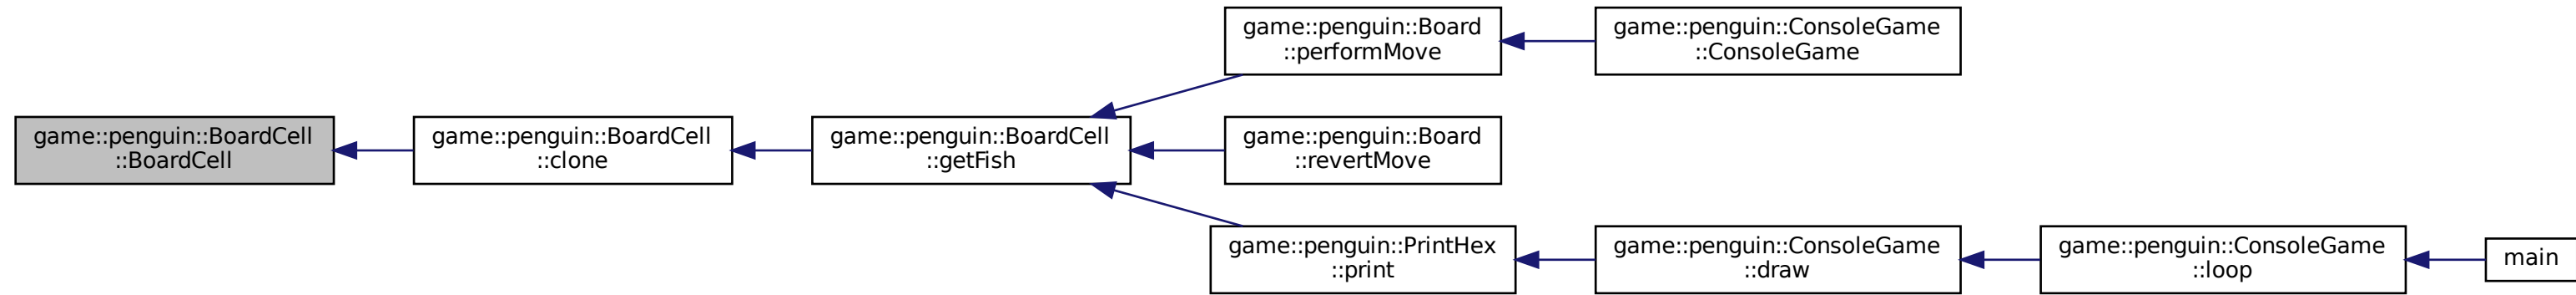 game::penguin::BoardCell
::BoardCell
game::penguin::BoardCell
::clone
game::penguin::BoardCell
::getFish
game::penguin::Board
::performMove
game::penguin::ConsoleGame
::ConsoleGame
game::penguin::Board
::revertMove
game::penguin::PrintHex
::print
game::penguin::ConsoleGame
::draw
game::penguin::ConsoleGame
::loop
main